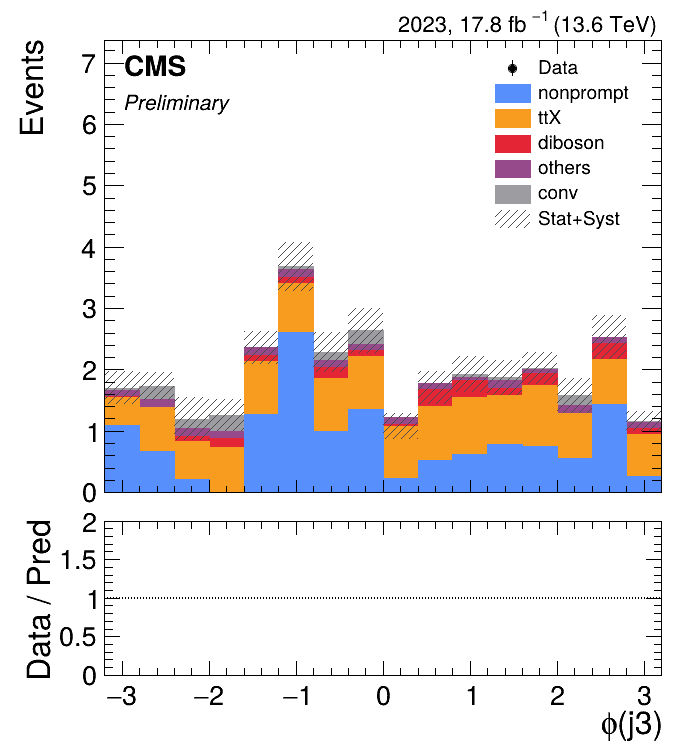 2023, 17.8 fb⁻¹ (13.6 TeV)
Events
CMS
Preliminary
Data
nonprompt
ttX
diboson
others
conv
Stat+Syst
7
6
5
4
3
2
1
0
Data / Pred
2
1.5
1
0.5
0
−3 −2 −1 0 1 2 3
ϕ(j3)